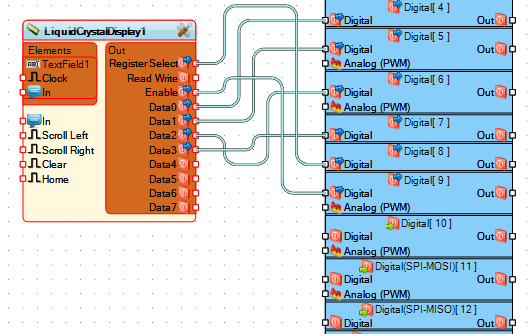 LiquidCrystalDisplay1
Elements
TextField1
Clock
In
In
Scroll Left
Scroll Right
Clear
Home
Out
Register Select
Read Write
Enable
Data0
Data1
Data2
Data3
Data4
Data5
Data6
Data7
Digital[ 4 ]
Digital Out
Digital[ 5 ]
Digital Out
Analog (PWM)
Digital[ 6 ]
Digital Out
Analog (PWM)
Digital[ 7 ]
Digital Out
Digital[ 8 ]
Digital Out
Digital[ 9 ]
Digital Out
Analog (PWM)
Digital[ 10 ]
Digital Out
Analog (PWM)
Digital(SPI-MOSI)[ 11 ]
Digital Out
Analog (PWM)
Digital(SPI-MISO)[ 12 ]
Digital Out